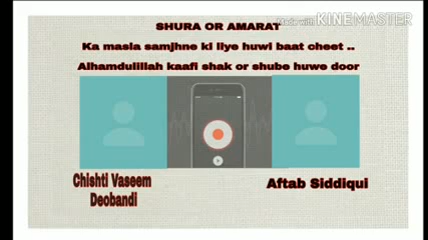 SHURA OR AMARAT
Made with KINEMASTER
Ka masla samjhne ki liye huwi baat cheet ..
Alhamdulillah kaafi shak or shube huwe door
Chishti Vaseem
Deobandi
Aftab Siddiqui